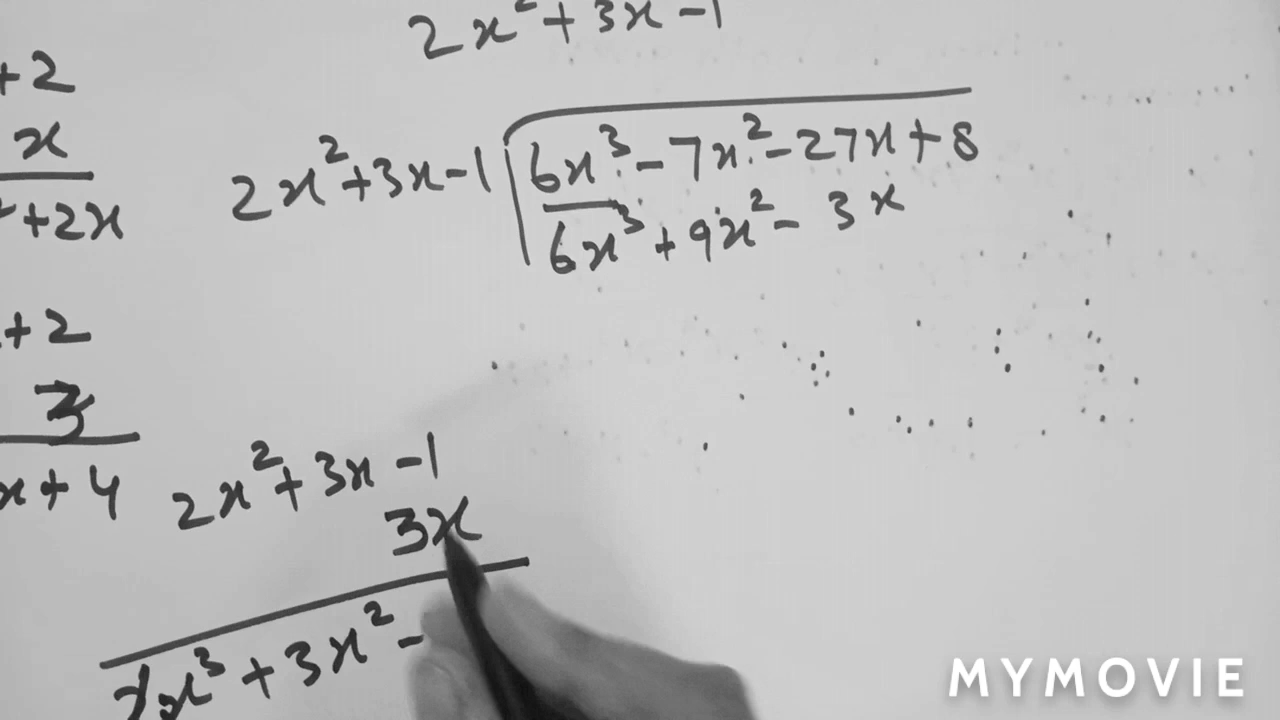 2x²+3x-1
+2
x
²+2x
2x²+3x-1 6x³-7x²-27x+8
6x³+9x²-3x
+2
3
x+4
2x²+3x-1
3x
x³+3x²-
MYMOVIE